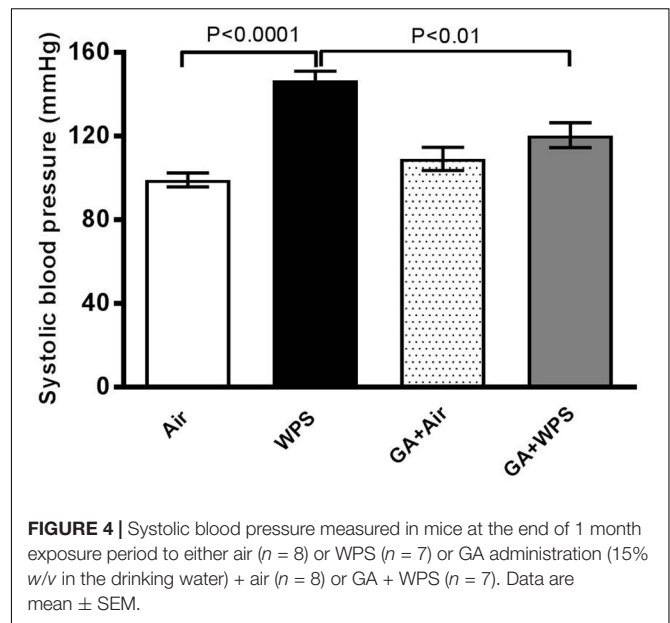 P<0.0001 P<0.01
Systolic blood pressure (mmHg)
160
120
80
40
0
Air WPS GA+Air GA+WPS
FIGURE 4 | Systolic blood pressure measured in mice at the end of 1 month
exposure period to either air (n = 8) or WPS (n = 7) or GA administration (15%
w/v in the drinking water) + air (n = 8) or GA + WPS (n = 7). Data are
mean ± SEM.